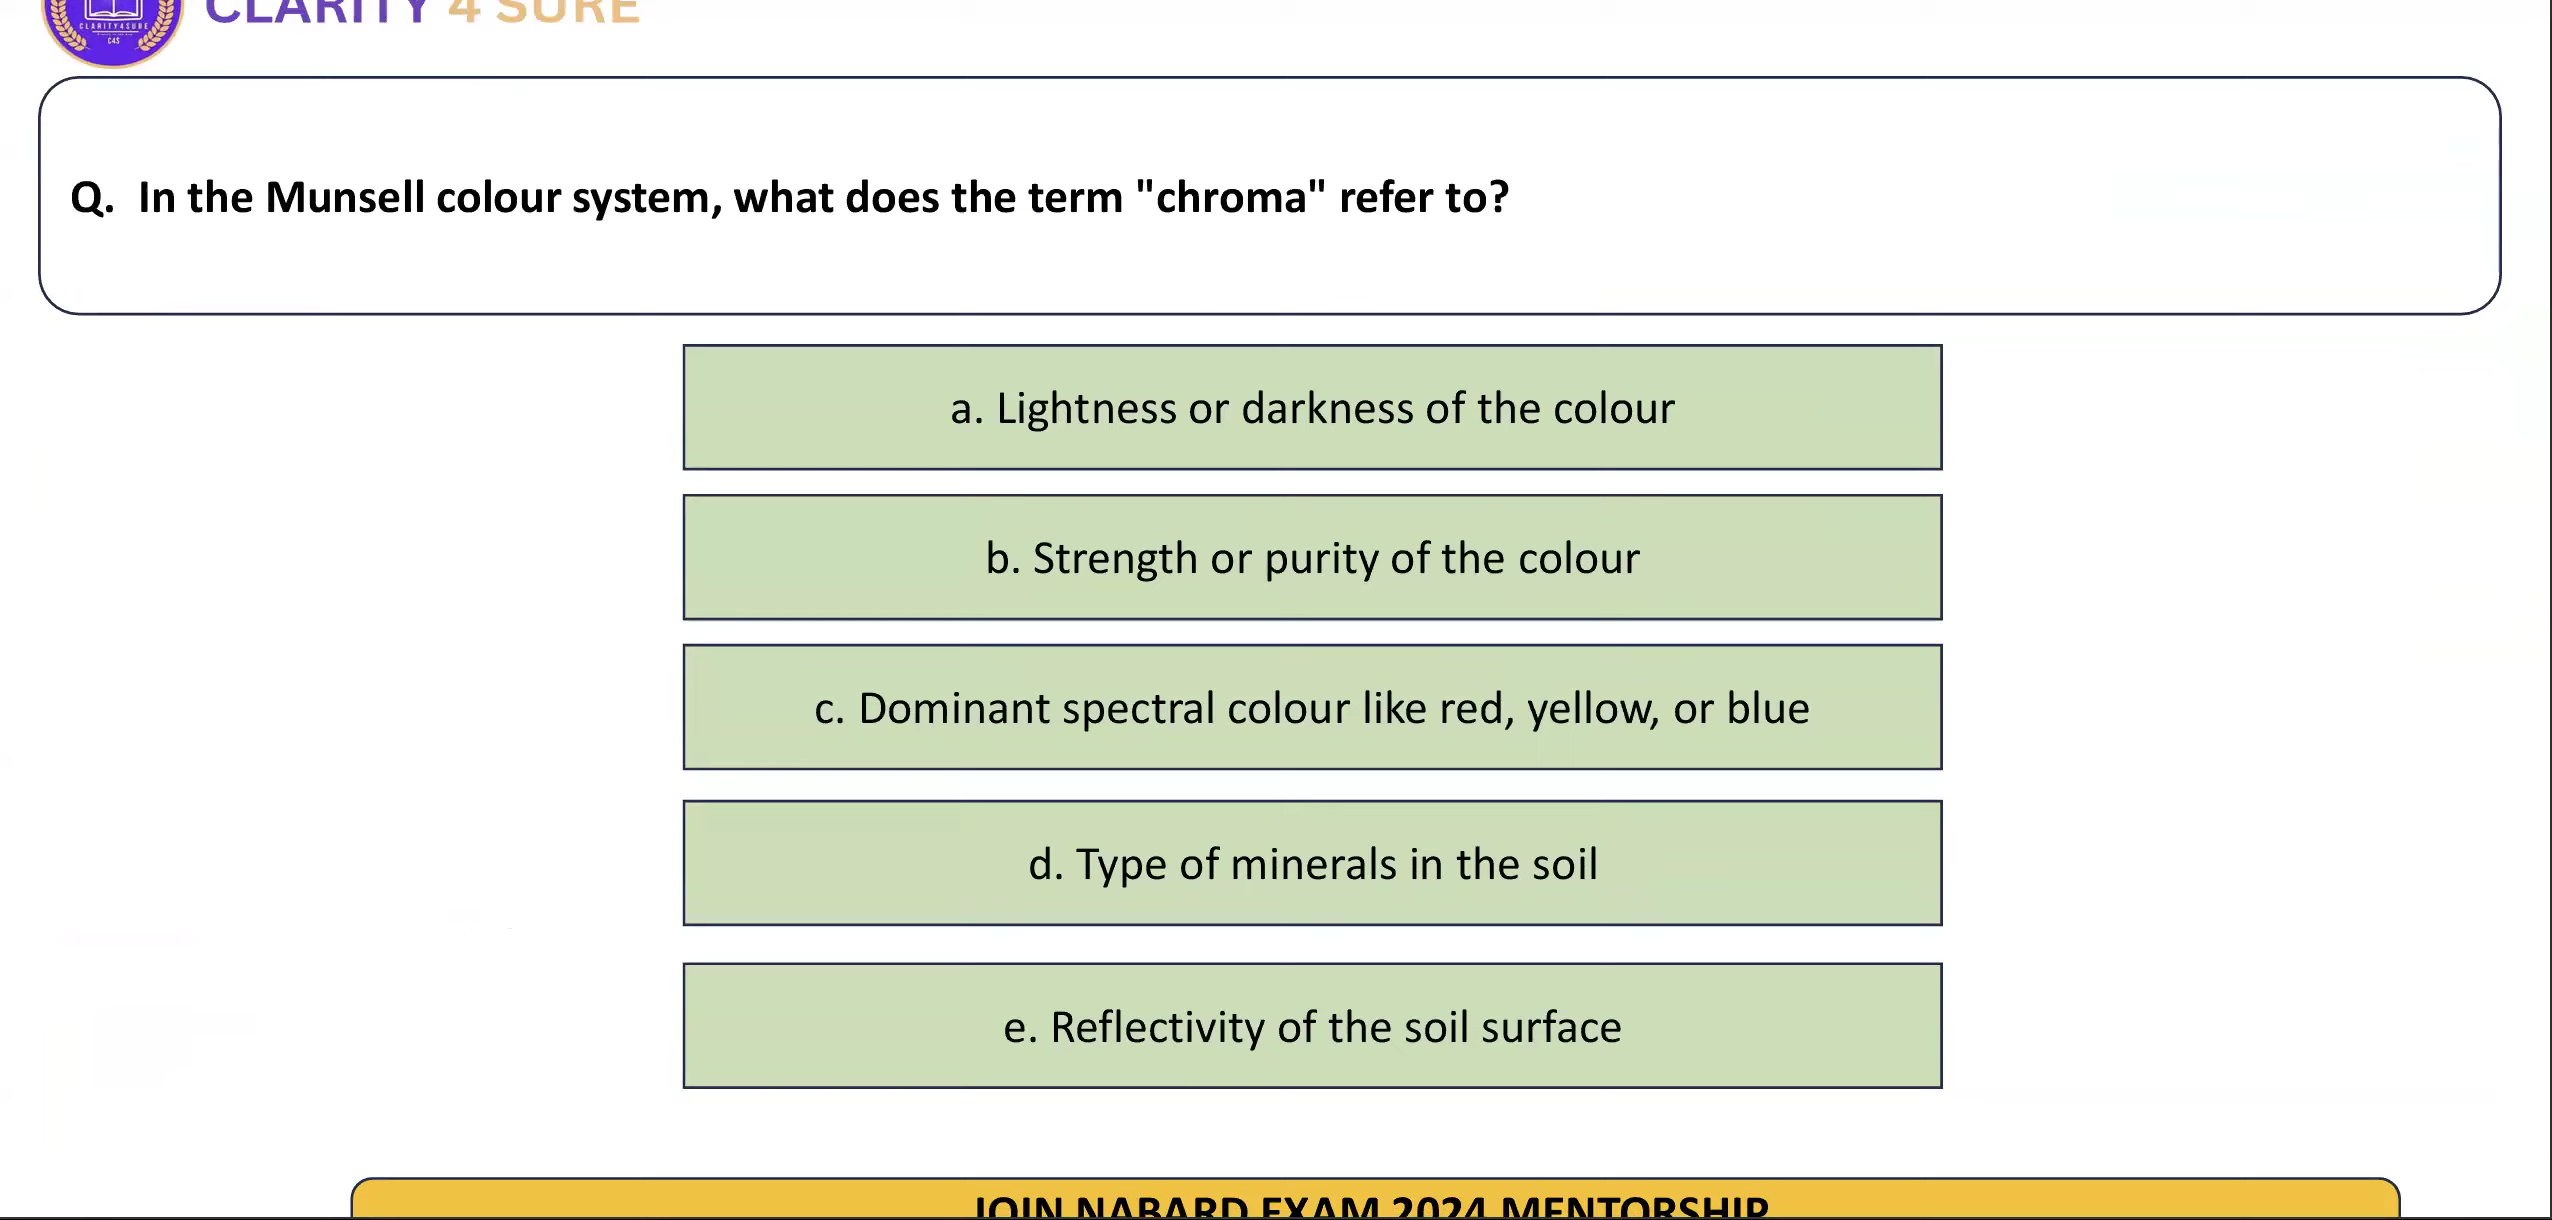 CLARITY 4 SURE
CLARITY4SURE
C4S
Q. In the Munsell colour system, what does the term "chroma" refer to?
a. Lightness or darkness of the colour
b. Strength or purity of the colour
c. Dominant spectral colour like red, yellow, or blue
d. Type of minerals in the soil
e. Reflectivity of the soil surface
JOIN NABARD EXAM 2024 MENTORSHIP